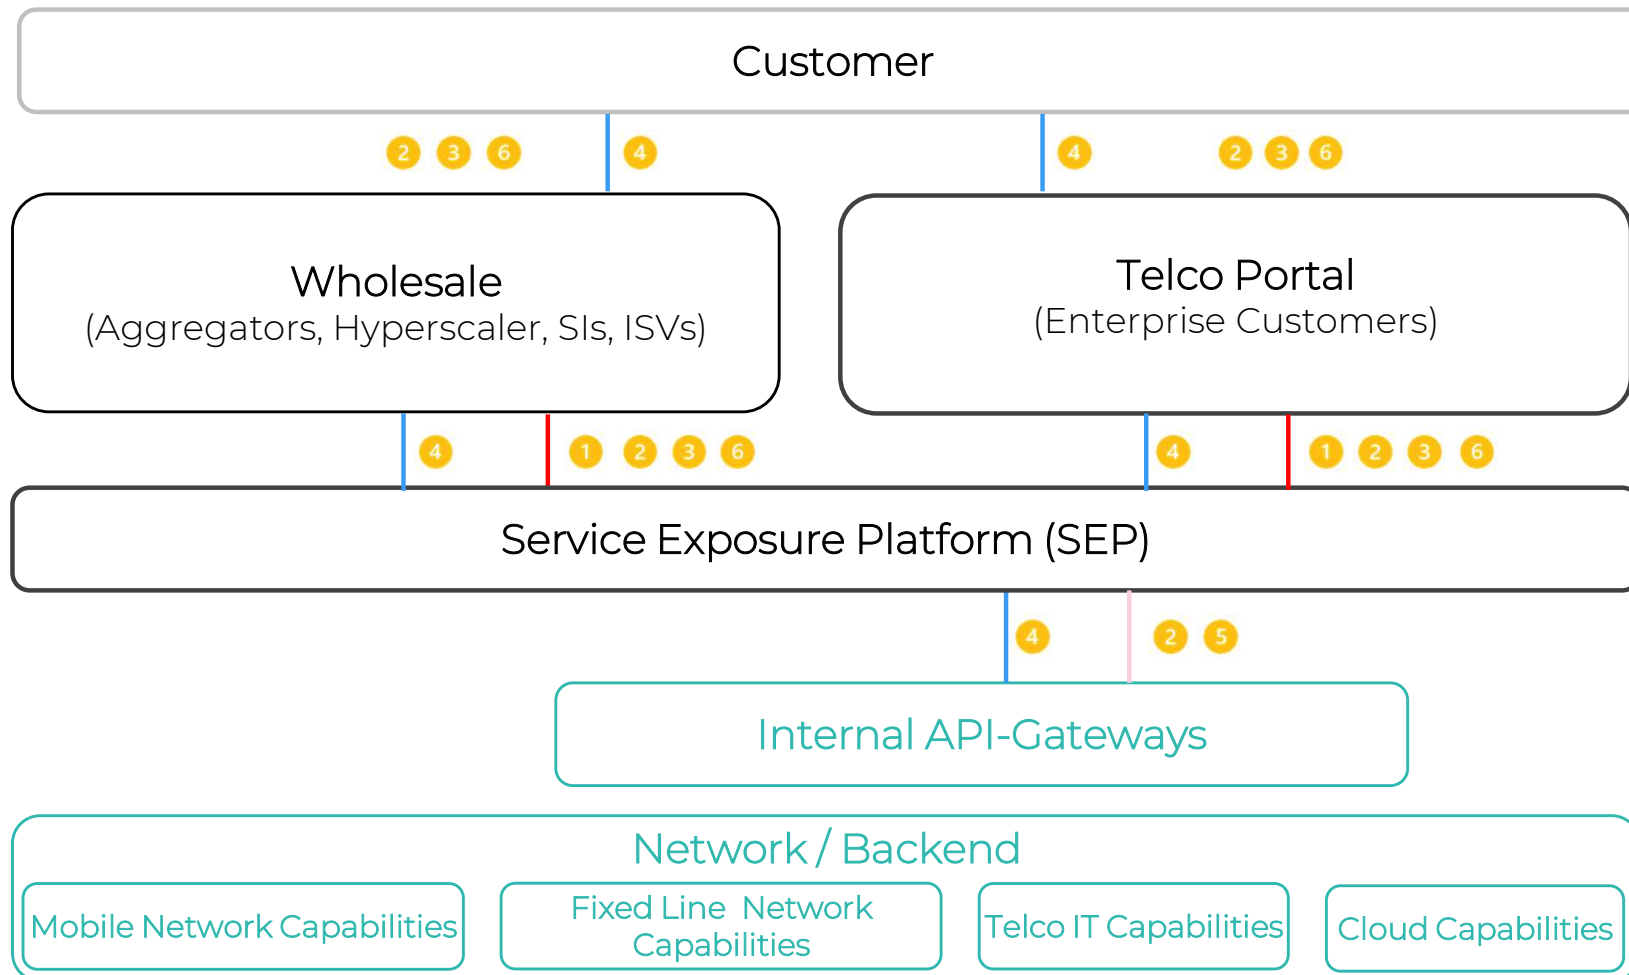 Customer
2 3 6 4 4 2 3 6
Wholesale
(Aggregators, Hyperscaler, SIs, ISVs)
Telco Portal
(Enterprise Customers)
4 1 2 3 6 4 1 2 3 6
Service Exposure Platform (SEP)
4 2 5
Internal API-Gateways
Network / Backend
Mobile Network Capabilities
Fixed Line Network
Capabilities
Telco IT Capabilities
Cloud Capabilities